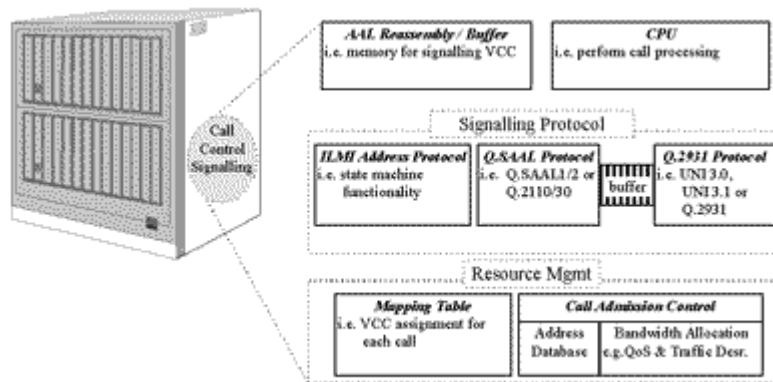 Call
Control
Signalling
AAL Reassembly / Buffer
i.e. memory for signalling VCC
CPU
i.e. perform call processing
Signalling Protocol
ILMI Address Protocol
i.e. state machine
functionality
Q.SAAL Protocol
i.e. Q.SAAL1/2 or
Q.2110/30
buffer
Q.2931 Protocol
i.e. UNI 3.0,
UNI 3.1 or
Q.2931
Resource Mgmt
Mapping Table
i.e. VCC assignment for
each call
Call Admission Control
Address
Database
Bandwidth Allocation
e.g.QoS & Traffic Desr.